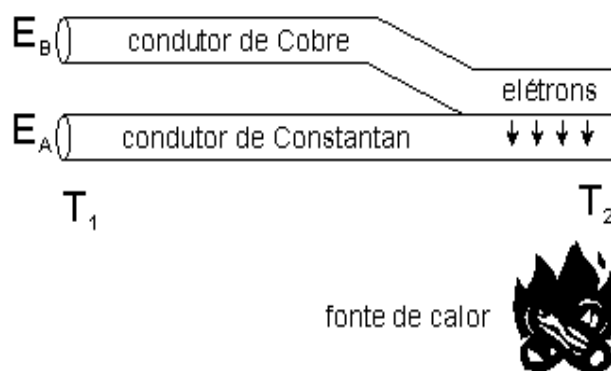 E_B condutor de Cobre
elétrons
E_A condutor de Constantan
T_1 T_2
fonte de calor